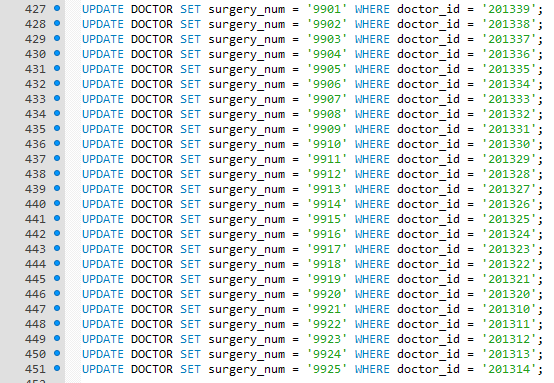 427 UPDATE DOCTOR SET surgery_num = '9901' WHERE doctor_id = '201339';
428 UPDATE DOCTOR SET surgery_num = '9902' WHERE doctor_id = '201338';
429 UPDATE DOCTOR SET surgery_num = '9903' WHERE doctor_id = '201337';
430 UPDATE DOCTOR SET surgery_num = '9904' WHERE doctor_id = '201336';
431 UPDATE DOCTOR SET surgery_num = '9905' WHERE doctor_id = '201335';
432 UPDATE DOCTOR SET surgery_num = '9906' WHERE doctor_id = '201334';
433 UPDATE DOCTOR SET surgery_num = '9907' WHERE doctor_id = '201333';
434 UPDATE DOCTOR SET surgery_num = '9908' WHERE doctor_id = '201332';
435 UPDATE DOCTOR SET surgery_num = '9909' WHERE doctor_id = '201331';
436 UPDATE DOCTOR SET surgery_num = '9910' WHERE doctor_id = '201330';
437 UPDATE DOCTOR SET surgery_num = '9911' WHERE doctor_id = '201329';
438 UPDATE DOCTOR SET surgery_num = '9912' WHERE doctor_id = '201328';
439 UPDATE DOCTOR SET surgery_num = '9913' WHERE doctor_id = '201327';
440 UPDATE DOCTOR SET surgery_num = '9914' WHERE doctor_id = '201326';
441 UPDATE DOCTOR SET surgery_num = '9915' WHERE doctor_id = '201325';
442 UPDATE DOCTOR SET surgery_num = '9916' WHERE doctor_id = '201324';
443 UPDATE DOCTOR SET surgery_num = '9917' WHERE doctor_id = '201323';
444 UPDATE DOCTOR SET surgery_num = '9918' WHERE doctor_id = '201322';
445 UPDATE DOCTOR SET surgery_num = '9919' WHERE doctor_id = '201321';
446 UPDATE DOCTOR SET surgery_num = '9920' WHERE doctor_id = '201320';
447 UPDATE DOCTOR SET surgery_num = '9921' WHERE doctor_id = '201310';
448 UPDATE DOCTOR SET surgery_num = '9922' WHERE doctor_id = '201311';
449 UPDATE DOCTOR SET surgery_num = '9923' WHERE doctor_id = '201312';
450 UPDATE DOCTOR SET surgery_num = '9924' WHERE doctor_id = '201313';
451 UPDATE DOCTOR SET surgery_num = '9925' WHERE doctor_id = '201314';